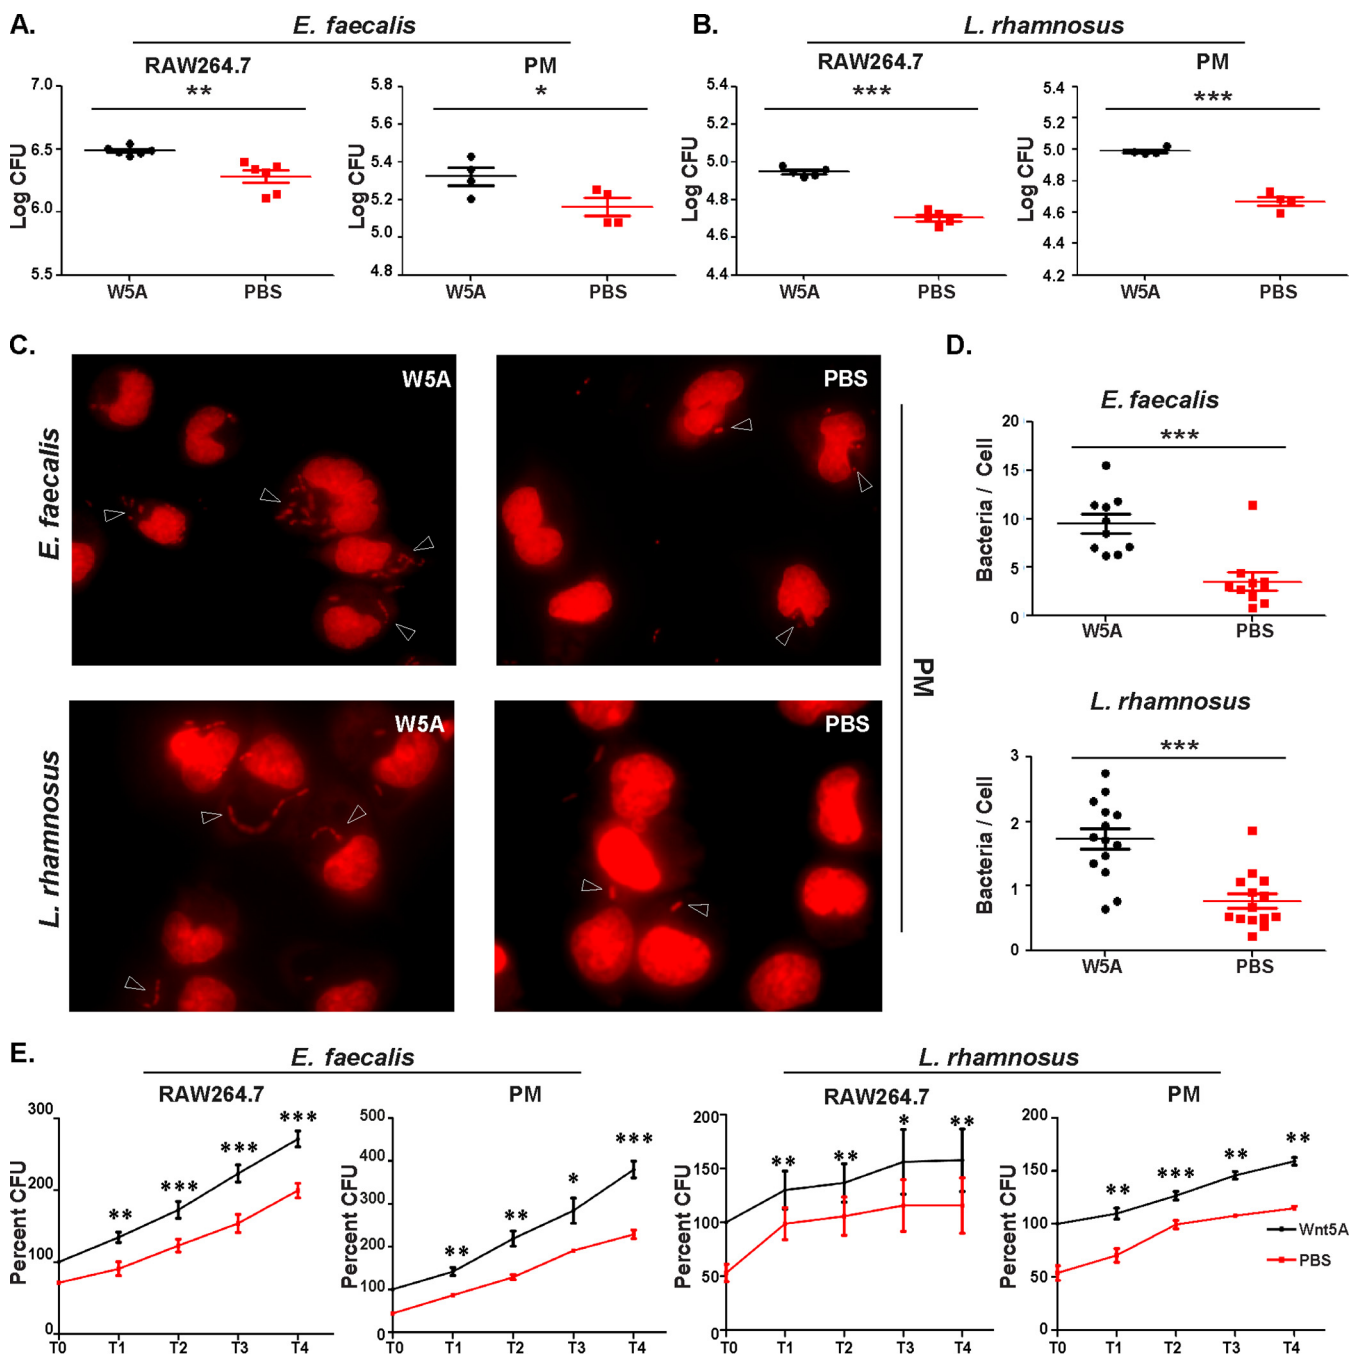 A.
E. faecalis
B.
L. rhamnosus
RAW264.7
PM
RAW264.7
PM
7.0
6.5
6.0
5.5
Log CFU
**
W5A
PBS
5.8
5.6
5.4
5.2
5.0
4.8
Log CFU
*
W5A
PBS
5.4
5.2
5.0
4.8
4.6
4.4
Log CFU
***
W5A
PBS
5.4
5.2
5.0
4.8
4.6
4.4
4.2
Log CFU
***
W5A
PBS
C.
E. faecalis
W5A
PBS
L. rhamnosus
W5A
PBS
PM
D.
E. faecalis
20
15
10
5
0
Bacteria / Cell
***
W5A
PBS
L. rhamnosus
3
2
1
0
Bacteria / Cell
***
W5A
PBS
E.
E. faecalis
L. rhamnosus
RAW264.7
PM
RAW264.7
PM
300
200
100
0
Percent CFU
**
***
***
***
T0
T1
T2
T3
T4
500
400
300
200
100
0
Percent CFU
**
**
*
***
T0
T1
T2
T3
T4
200
150
100
50
0
Percent CFU
**
**
*
**
T0
T1
T2
T3
T4
200
150
100
50
0
Percent CFU
**
***
**
**
T0
T1
T2
T3
T4
Wnt5A
PBS